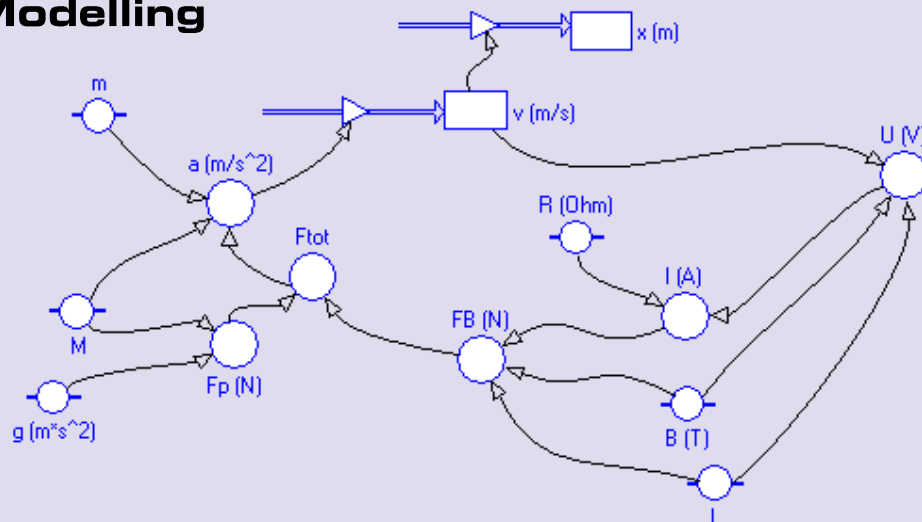 Modelling
x (m)
m
v (m/s)
U (V)
a (m/s^2)
R (Ohm)
Ftot
I (A)
FB (N)
M
Fp (N)
g (m*s^2)
B (T)